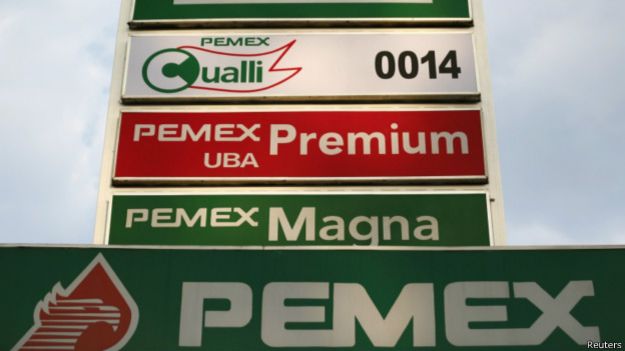 PEMEX
Cualli 0014
PEMEX Premium
UBA
PEMEX Magna
PEMEX
Reuters